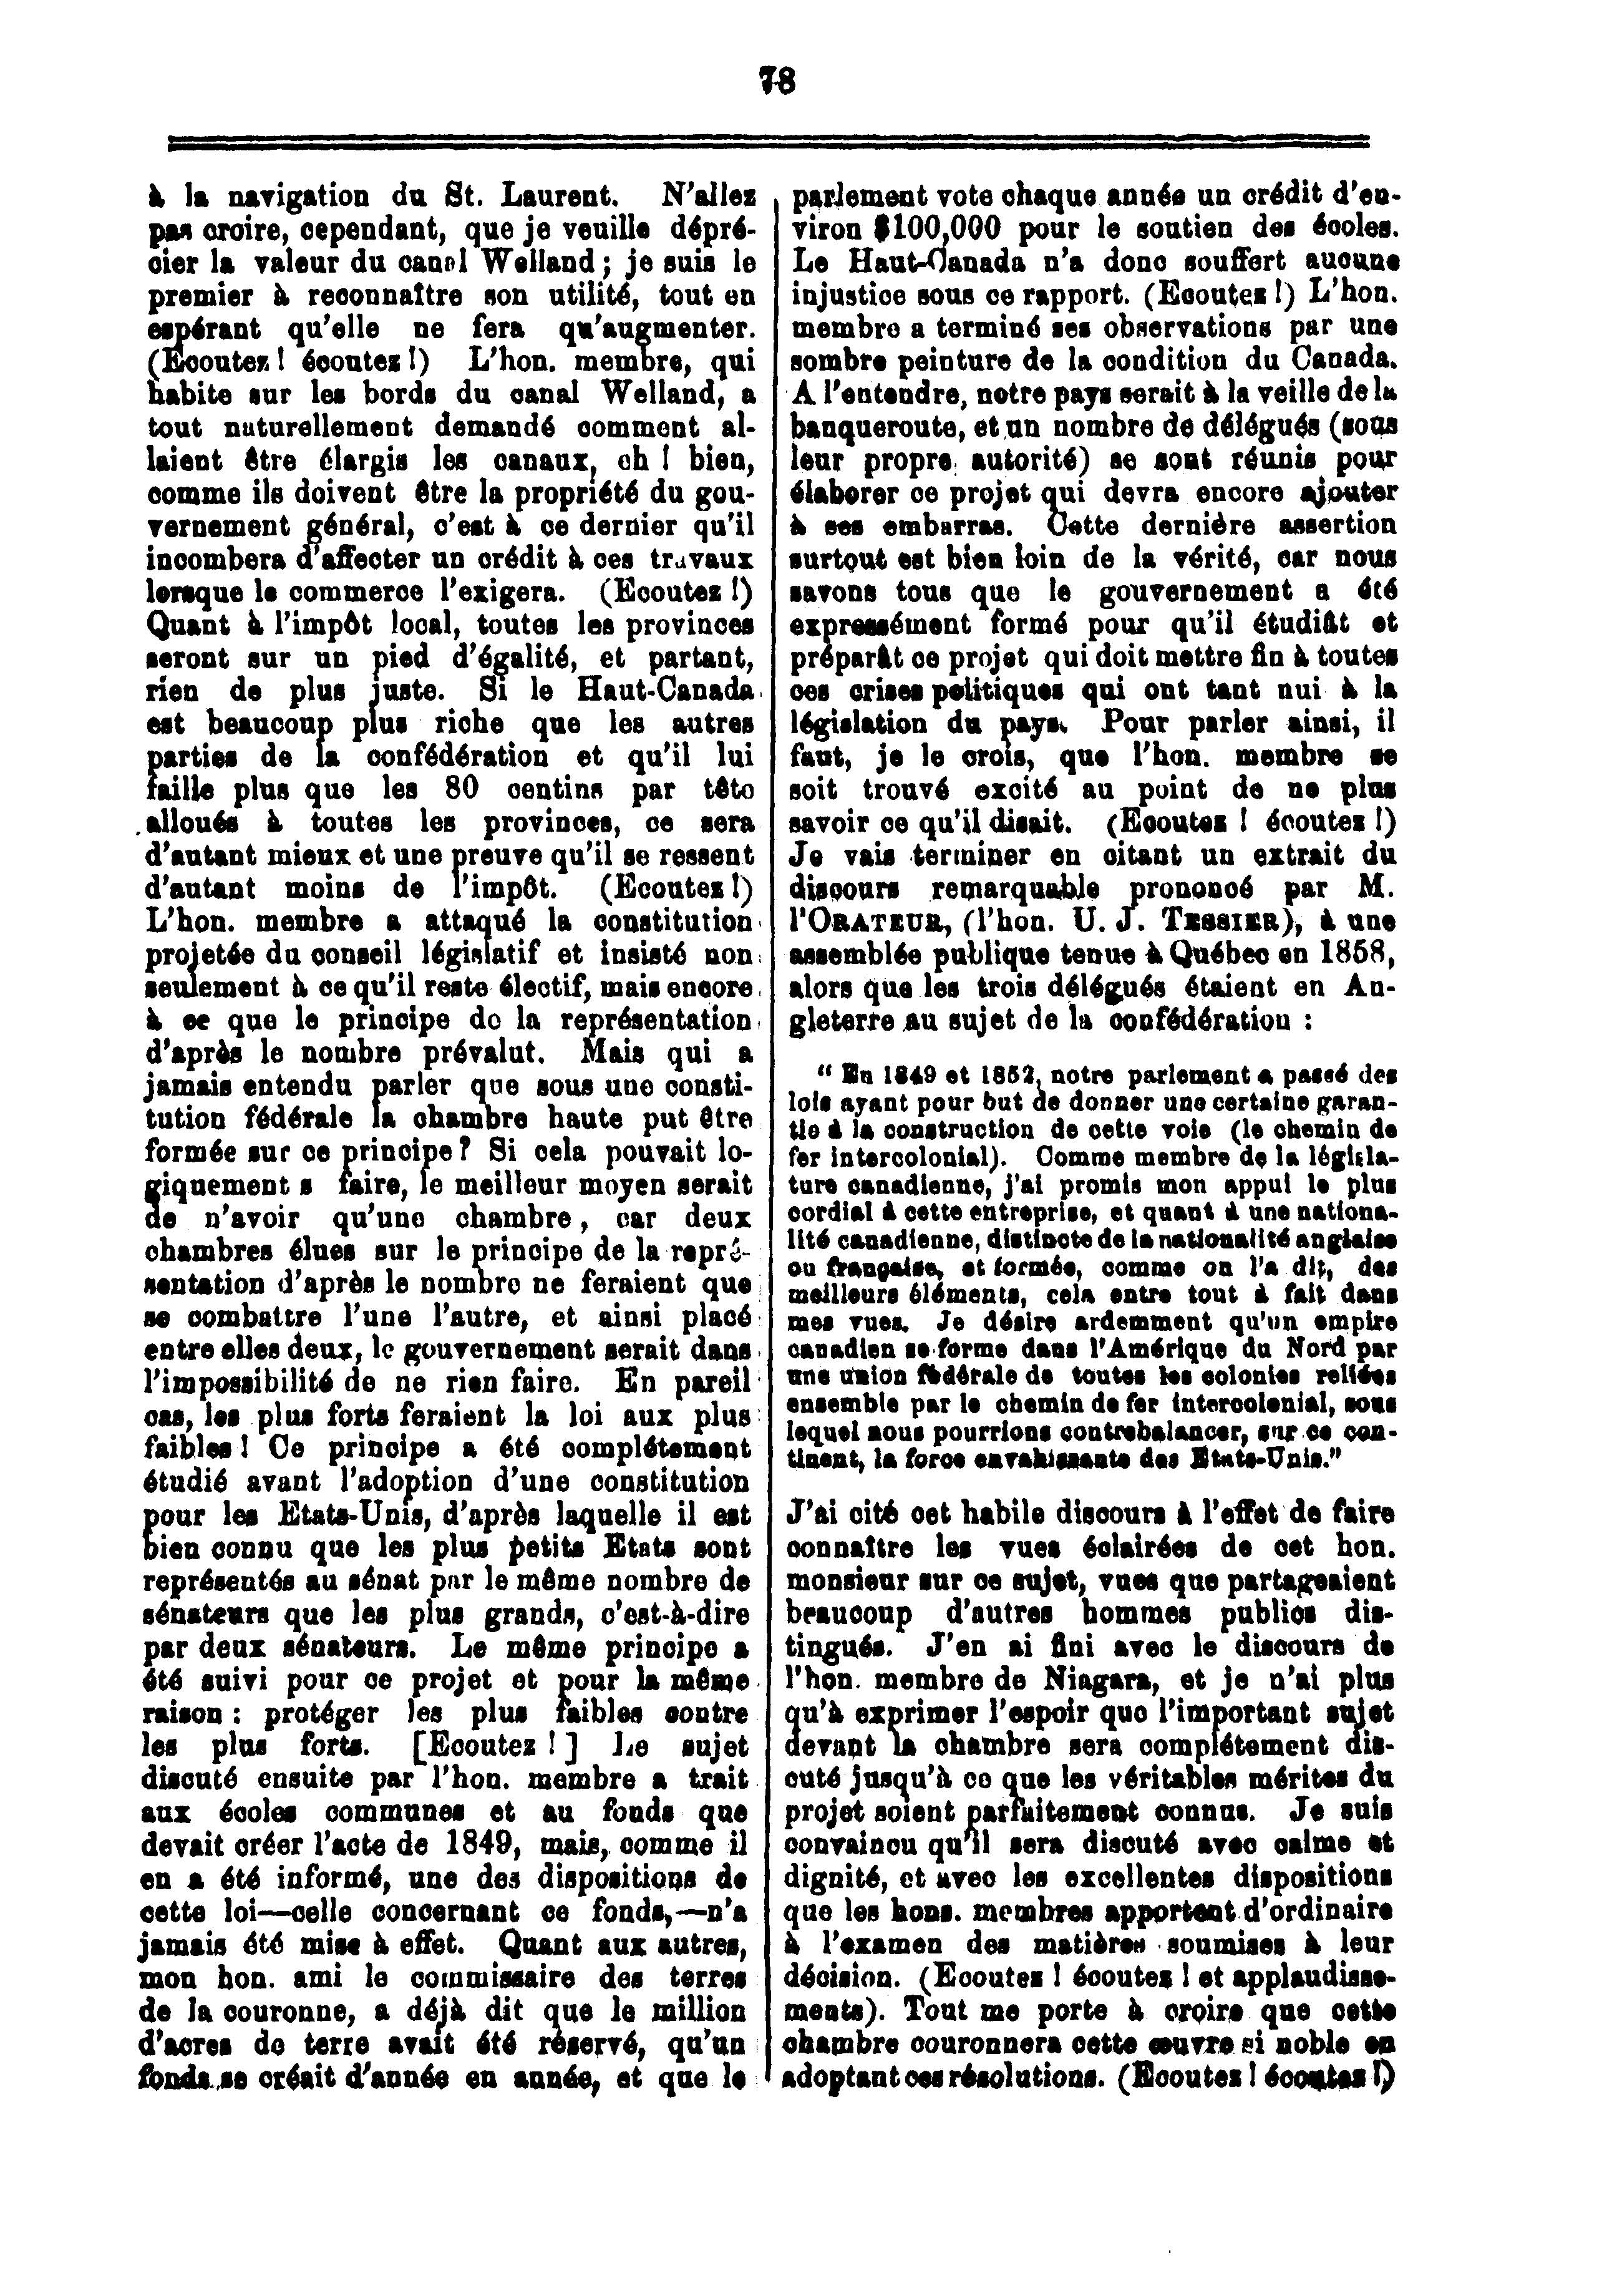 78
à la navigation du St. Laurent. N'allez
pas croire, cependant, que je veuille dépré-
cier la valeur du canal Welland ; je suis le
premier à reconnaître son utilité, tout en
espérant qu'elle ne fera qu'augmenter.
(Ecoutez ! écoutez !) L'hon. membre, qui
habite sur les bords du canal Welland, a
tout naturellement demandé comment al-
laient être élargis les canaux, eh ! bien,
comme ils doivent être la propriété du gou-
vernement général, c'est à ce dernier qu'il
incombera d'affecter un crédit à ces travaux
lorsque le commerce l'exigera. (Ecoutez !)
Quant à l'impôt local, toutes les provinces
seront sur un pied d'égalité, et partant,
rien de plus juste. Si le Haut-Canada
est beaucoup plus riche que les autres
parties de la confédération et qu'il lui
faille plus que les 80 centins par tête
alloués à toutes les provinces, ce sera
d'autant mieux et une preuve qu'il se ressent
d'autant moins de l'impôt. (Ecoutez !)
L'hon. membre a attaqué la constitution
projetée du conseil législatif et insisté non
seulement à ce qu'il reste électif, mais encore
à ce que le principe de la représentation
d'après le nombre prévalut. Mais qui a
jamais entendu parler que sous une consti-
tution fédérale la chambre haute put être
formée sur ce principe ? Si cela pouvait lo-
giquement s faire, le meilleur moyen serait
de n'avoir qu'une chambre, car deux
chambres élues sur le principe de la repré-
sentation d'après le nombre ne feraient que
se combattre l'une l'autre, et ainsi placé
entre elles deux, le gouvernement serait dans
l'impossibilité de ne rien faire. En pareil
cas, les plus forts feraient la loi aux plus
faibles ! Ce principe a été complétement
étudié avant l'adoption d'une constitution
pour les Etats-Unis, d'après laquelle il est
bien connu que les plus petits Etats sont
représentés au sénat par le même nombre de
sénateurs que les plus grands, c'est-à-dire
par deux sénateurs. Le même principe a
été suivi pour ce projet et pour la même
raison : protéger les plus faibles contre
les plus forts. [Ecoutez ! ] Le sujet
discuté ensuite par l'hon. membre a trait
aux écoles communes et au fonds que
devait créer l'acte de 1849, mais, comme il
en a été informé, une des dispositions de
cette loi—celle concernant ce fonds,—n'a
jamais été mise à effet. Quant aux autres,
mon hon. ami le commissaire des terres
de la couronne, a déjà dit que le million
d'acres de terre avait été réservé, qu'un
fonds se créait d'année en année, et que le
parlement vote chaque année un crédit d'en-
viron $100,000 pour le soutien des écoles.
Le Haut-Canada n'a donc souffert aucune
injustice sous ce rapport. (Ecoutez !) L'hon.
membre a terminé ses observations par une
sombre peinture de la condition du Canada.
A l'entendre, notre pays serait à la veille de la
banqueroute, et un nombre de délégués (sous
leur propre autorité) se sont réunis pour
élaborer ce projet qui devra encore ajouter
à ses embarras. Cette dernière assertion
surtout est bien loin de la vérité, car nous
savons tous que le gouvernement a été
expressément formé pour qu'il étudiât et
préparât ce projet qui doit mettre fin à toutes
ces crises politiques qui ont tant nui à la
législation du pays. Pour parler ainsi, il
faut, je le crois, que l'hon. membre se
soit trouvé excité au point de ne plus
savoir ce qu'il disait. (Ecoutez ! écoutez !)
Je vais terminer en citant un extrait du
discours remarquable prononcé par M.
l'ORATEUR, (l'hon. U. J. TESSIER), à une
assemblée publique tenue à Québec en 1858,
alors que les trois délégués étaient en An-
gleterre au sujet de la confédération :
“ En 1849 et 1852, notre parlement a passé des
lois ayant pour but de donner une certaine garan-
tie à la construction de cette voie (le chemin de
fer intercolonial). Comme membre de la législa-
ture canadienne, j'ai promis mon appui le plus
cordial à cette entreprise, et quant à une nationa-
lité canadienne, distincte de la nationalité anglaise
ou française, et formée, comme on l'a dit, des
meilleurs éléments, cela entre tout à fait dans
mes vues. Je désire ardemment qu'un empire
canadien se forme dans l'Amérique du Nord par
une union fédérale de toutes les colonies reliées
ensemble par le chemin de fer intercolonial, sous
lequel nous pourrions contrebalancer, sur ce con-
tinent, la force envahissante des Etats-Unis.”
J'ai cité cet habile discours à l'effet de faire
connaître les vues éclairées de cet hon.
monsieur sur ce sujet, vues que partageaient
beaucoup d'autres hommes publics dis-
tingués. J'en ai fini avec le discours de
l'hon. membre de Niagara, et je n'ai plus
qu'à exprimer l'espoir que l'important sujet
devant la chambre sera complétement dis-
cuté jusqu'à ce que les véritables mérites du
projet soient parfaitement connus. Je suis
convaincu qu'il sera discuté avec calme et
dignité, et avec les excellentes dispositions
que les hons. membres apportent d'ordinaire
à l'examen des matières soumises à leur
décision. (Ecoutez ! écoutez ! et applaudisse-
ments). Tout me porte à croire que cette
chambre couronnera cette œuvre si noble en
adoptant ces résolutions. (Ecoutez ! écoutez !)